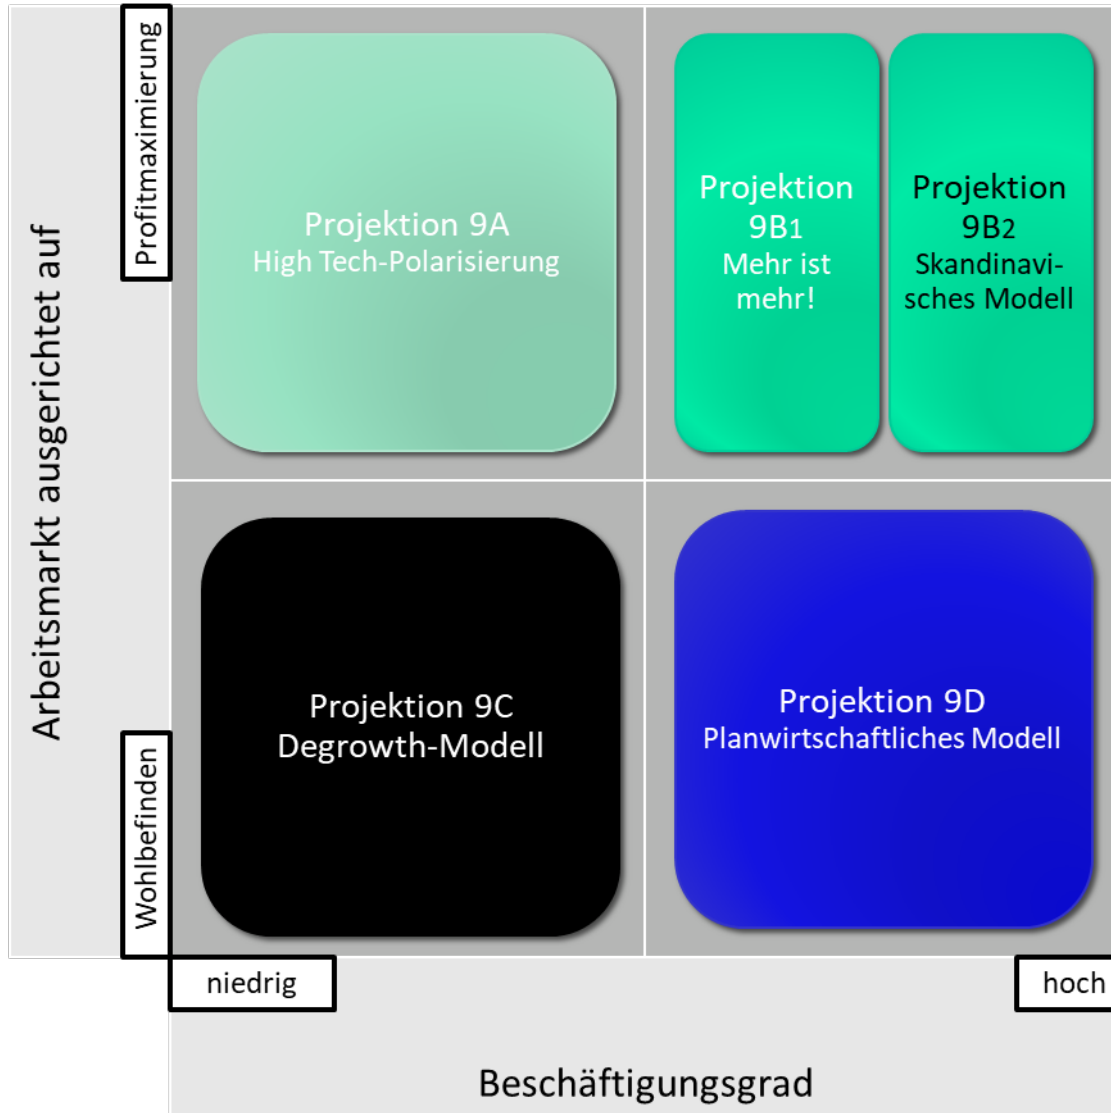 Arbeitsmarkt ausgerichtet auf
Profitmaximierung
Wohlbefinden
Projektion 9A
High Tech-Polarisierung
Projektion
9B1
Mehr ist
mehr!
Projektion
9B2
Skandinavi-
sches Modell
Projektion 9C
Degrowth-Modell
Projektion 9D
Planwirtschaftliches Modell
niedrig
hoch
Beschäftigungsgrad